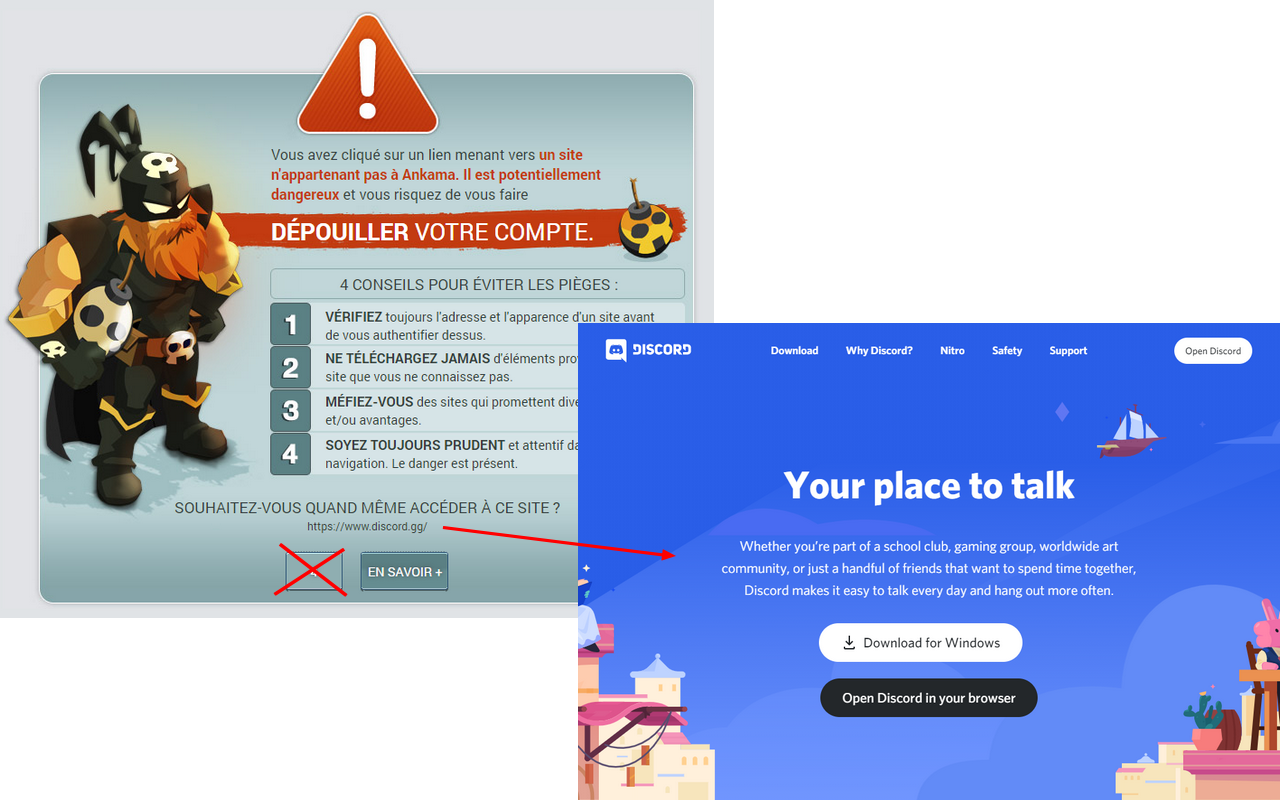 Vous avez cliqué sur un lien menant vers un site
n'appartenant pas à Ankama. Il est potentiellement
dangereux et vous risquez de vous faire
DÉPOUILLER VOTRE COMPTE.
4 CONSEILS POUR ÉVITER LES PIÈGES :
1
VÉRIFIEZ toujours l'adresse et l'apparence d'un site avant
de vous authentifier dessus.
2
NE TÉLÉCHARGEZ JAMAIS d'éléments
site que vous ne connaissez pas.
3
MÉFIEZ-VOUS des sites qui promettent
et/ou avantages.
4
SOYEZ TOUJOURS PRUDENT et attentif
navigation. Le danger est présent.
SOUHAITEZ-VOUS QUAND MÊME ACCÉDER À CE SITE ?
https://www.discord.gg/
EN SAVOIR +
DISCORD
Download Why Discord? Nitro Safety Support
Open Discord
Your place to talk
Whether you're part of a school club, gaming group, worldwide art
community, or just a handful of friends that want to spend time together,
Discord makes it easy to talk every day and hang out more often.
Download for Windows
Open Discord in your browser